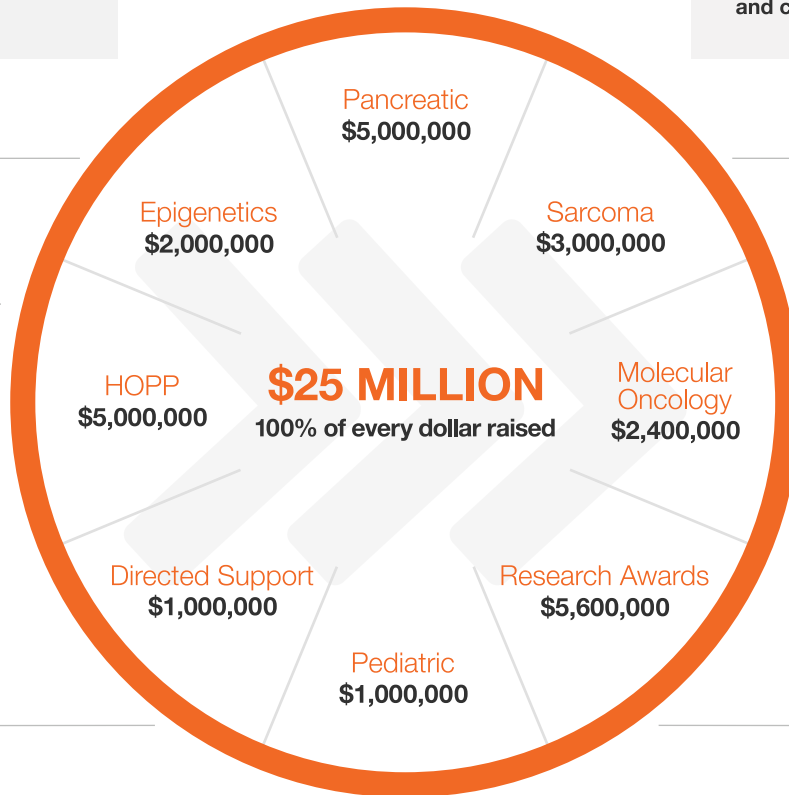 and c
Pancreatic
$5,000,000
Epigenetics
$2,000,000
Sarcoma
$3,000,000
HOPP
$5,000,000
$25 MILLION
100% of every dollar raised
Molecular
Oncology
$2,400,000
Directed Support
$1,000,000
Research Awards
$5,600,000
Pediatric
$1,000,000